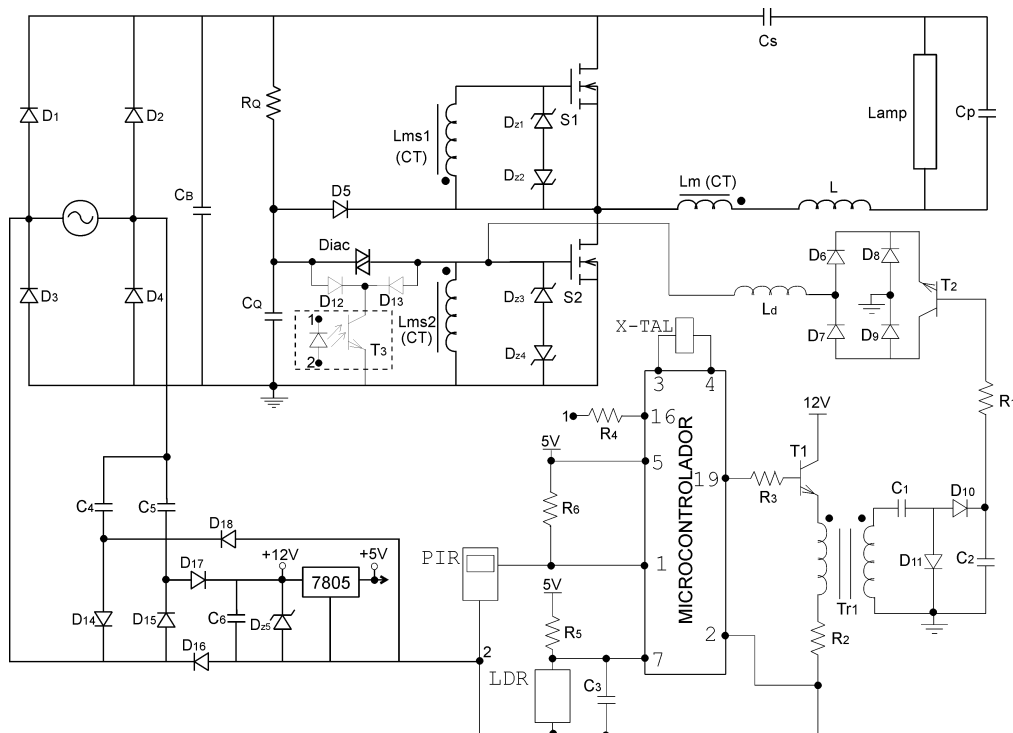 Cs
D1
D2
RQ
Lms1
(CT)
Dz1
S1
Dz2
Lamp
Cp
CB
D5
Lm (CT)
L
Diac
D12
D13
S2
Dz3
Dz4
D3
D4
CQ
1
2
T3
Lms2
(CT)
Ld
D6
D8
D7
D9
T2
X-TAL
3
4
1
R4
16
5V
5
R6
MICROCONTROLADOR
19
R3
T1
12V
R1
C4
C5
D18
D17
+12V
+5V
7805
PIR
1
C1
D10
D11
C2
Tr1
D14
D15
C6
Dz5
5V
R5
2
R2
D16
2
7
LDR
C3